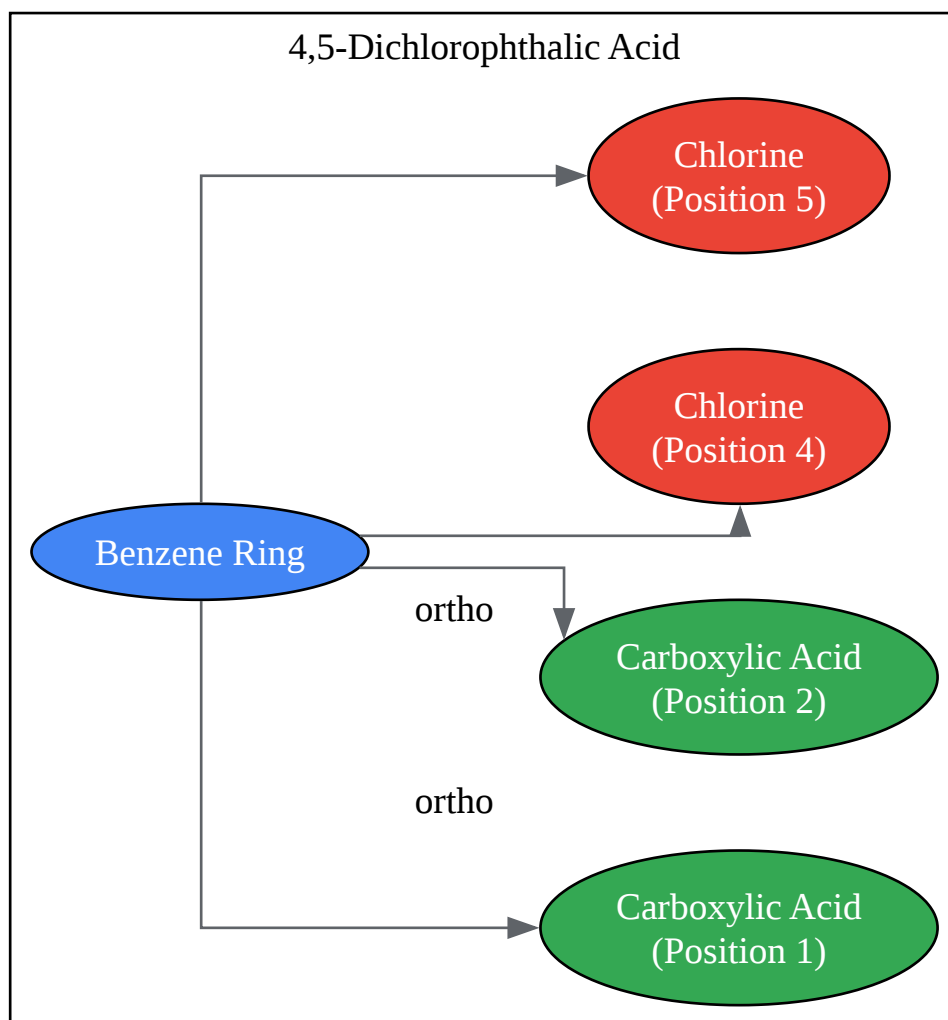 4,5-Dichlorophthalic Acid
Chlorine
(Position 5)
Chlorine
(Position 4)
Benzene Ring
ortho
Carboxylic Acid
(Position 2)
ortho
Carboxylic Acid
(Position 1)